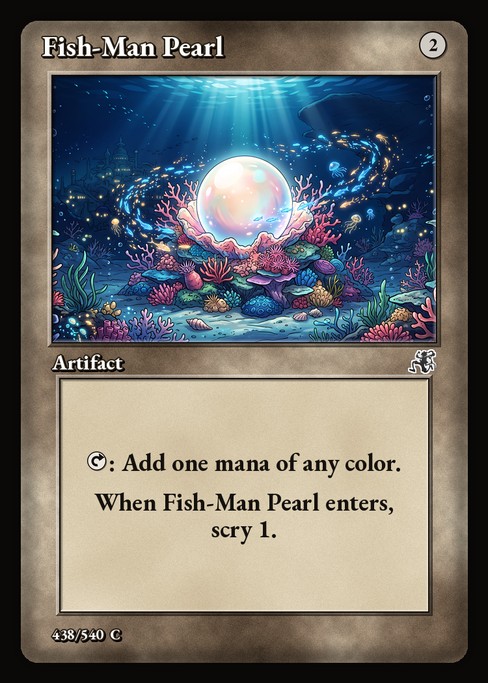 Fish-Man Pearl
2
Artifact
: Add one mana of any color.
When Fish-Man Pearl enters,
scry 1.
438/540 C